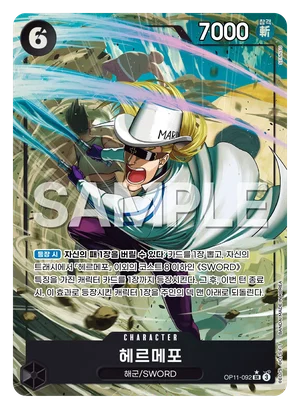 6
7000
참격
斬
MARI
SAMPLE
등장 시 자신의 패 1장을 버릴 수 있다: 카드를 1장 뽑고, 자신의
트래시에서 「헤르메포」 이외의 코스트 8 이하인 《SWORD》
특징을 가진 캐릭터 카드를 1장까지 등장시킨다. 그 후, 이번 턴 종료
시, 이 효과로 등장시킨 캐릭터 1장을 주인의 덱 맨 아래로 되돌린다.
CHARACTER
헤르메포
해군/SWORD
OP11-092 SR 3